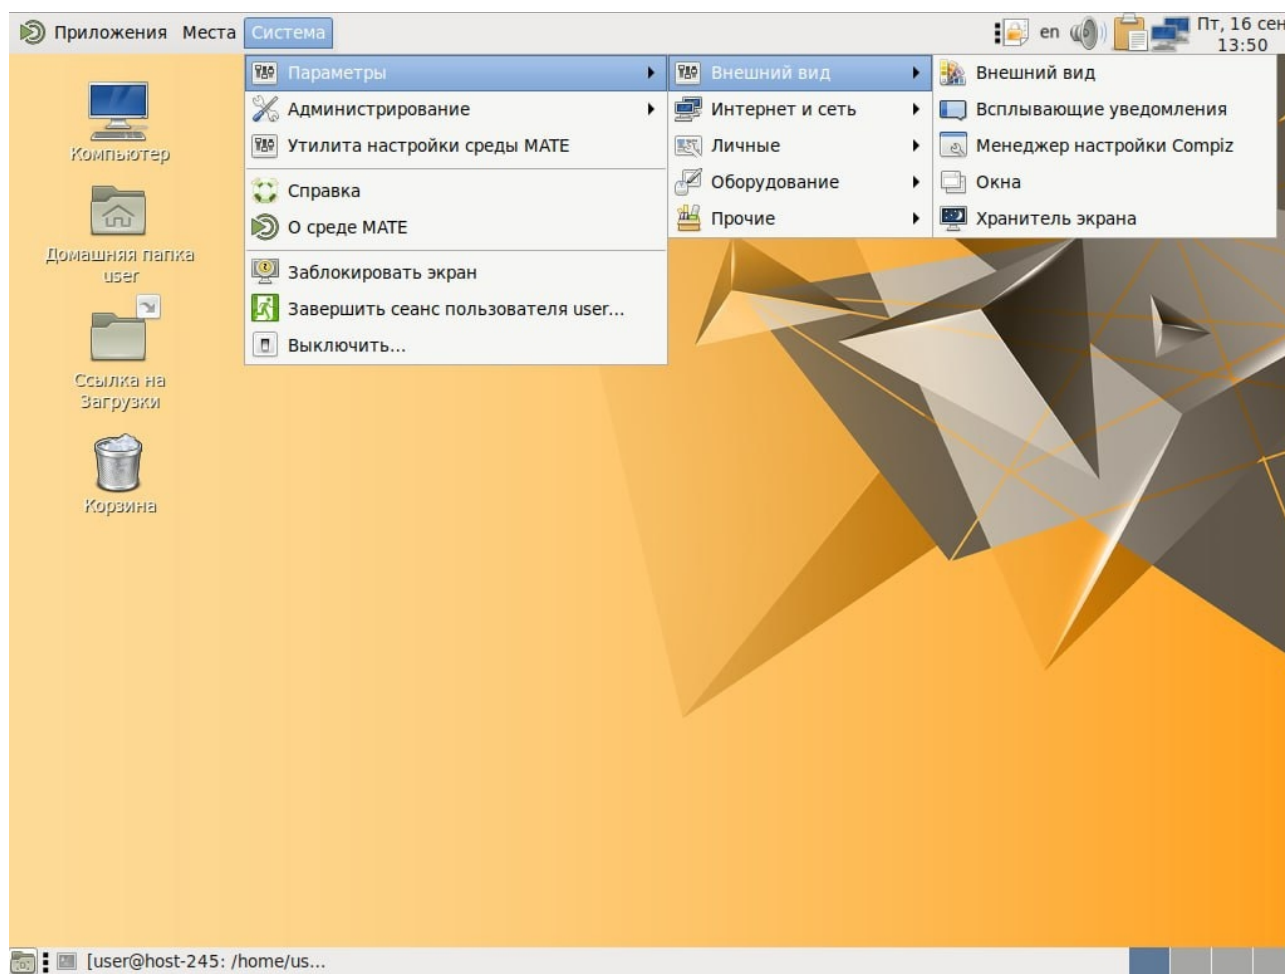 Приложения Места Система
en
Пт, 16 сен
13:50
Параметры
Администрирование
Утилита настройки среды MATE
Справка
О среде MATE
Заблокировать экран
Завершить сеанс пользователя user...
Выключить...
Внешний вид
Интернет и сеть
Личные
Оборудование
Прочие
Внешний вид
Всплывающие уведомления
Менеджер настройки Compiz
Окна
Хранитель экрана
Компьютер
Домашняя папка
user
Ссылка на
Загрузки
Корзина
[user@host-245: /home/us...